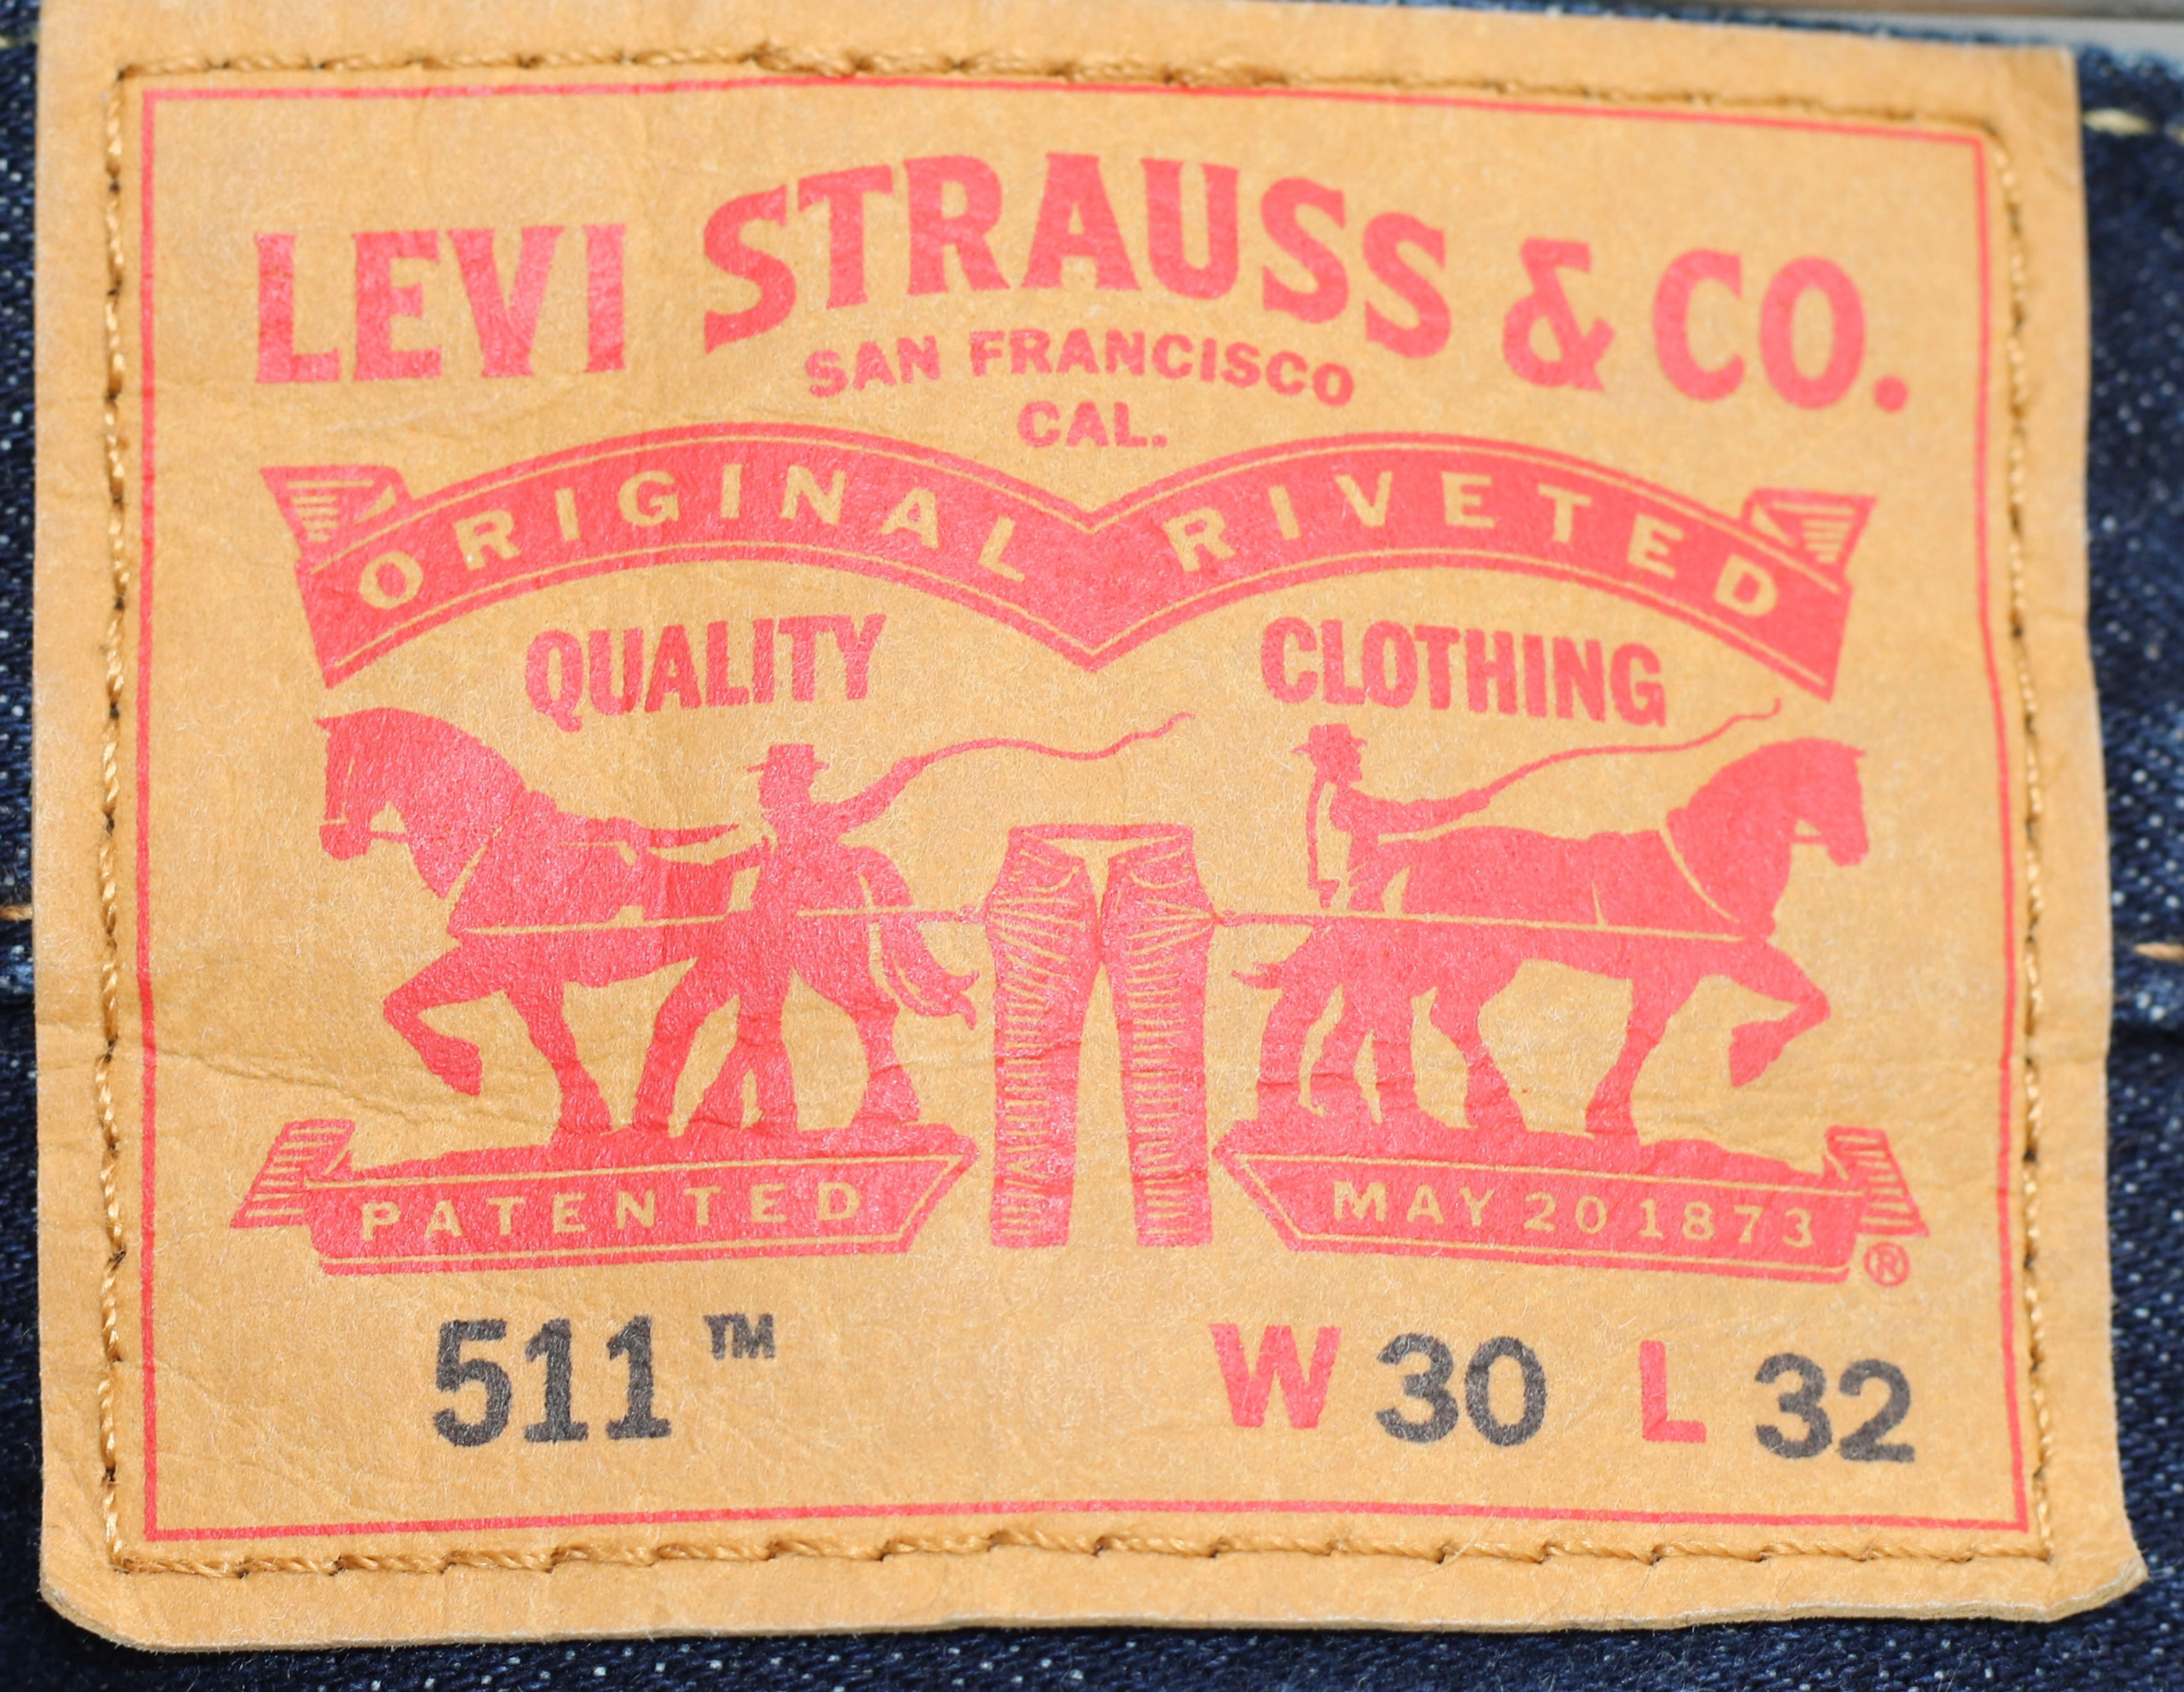 LEVI STRAUSS & CO.
SAN FRANCISCO
CAL.
ORIGINAL RIVETED
QUALITY CLOTHING
PATENTED MAY 20 1873 ®
511™ W 30 L 32